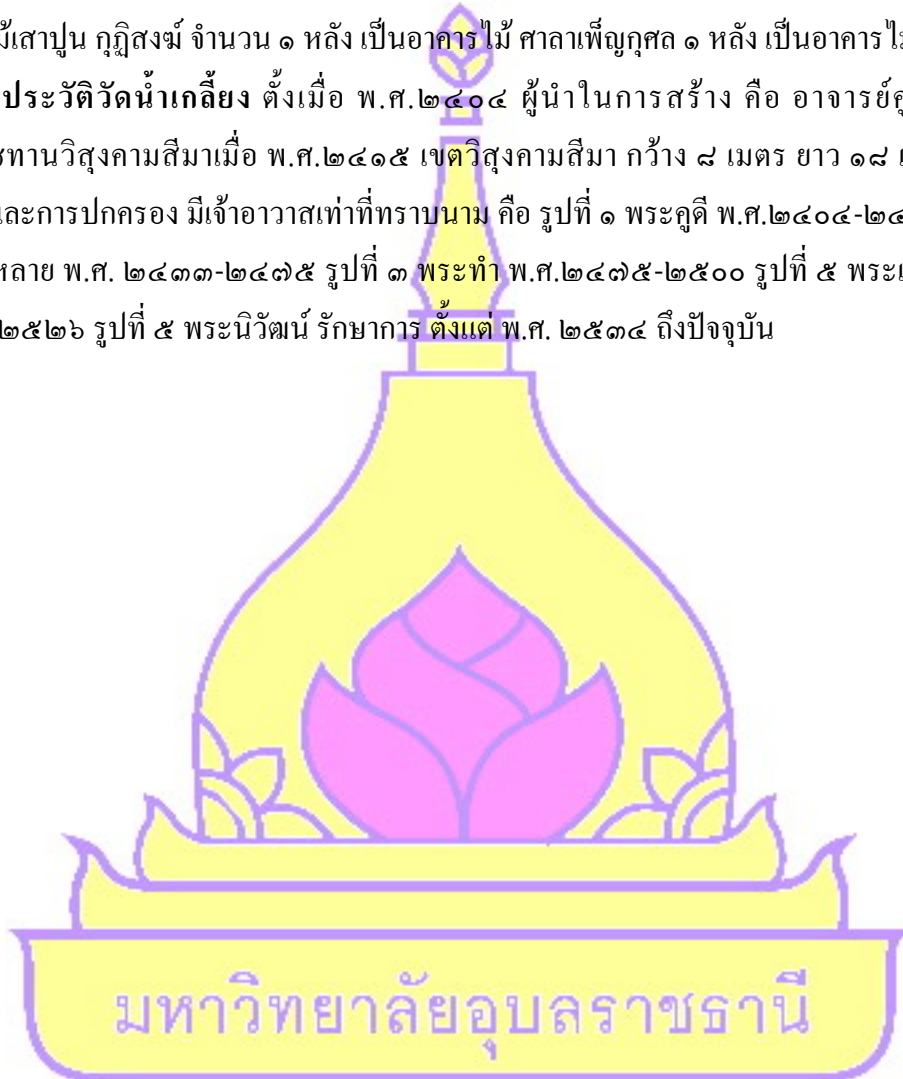 ม้เสาปูน กุฏิสงฆ์ จำนวน ๑ หลัง เป็นอาคารไม้ ศาลาเพ็ญกุศล ๑ หลัง เป็นอาคารไม
ประวัติวัดน้ำเกลี้ยง ตั้งเมื่อ พ.ศ.๒๔๐๔ ผู้นำในการสร้าง คือ อาจารย์คู
ชทานวิสุงคามสีมาเมื่อ พ.ศ.๒๔๑๕ เขตวิสุงคามสีมา กว้าง ๘ เมตร ยาว ๑๘ เ
และการปกครอง มีเจ้าอาวาสเท่าที่ทราบนาม คือ รูปที่ ๑ พระคูดี พ.ศ.๒๔๐๔-๒๔
หลาย พ.ศ. ๒๔๓๓-๒๔๗๕ รูปที่ ๓ พระทำ พ.ศ.๒๔๗๕-๒๕๐๐ รูปที่ ๕ พระเ
๒๕๒๖ รูปที่ ๕ พระนิวัฒน์ รักษาการ ตั้งแต่ พ.ศ. ๒๕๓๔ ถึงปัจจุบัน
มหาวิทยาลัยอุบลราชธานี